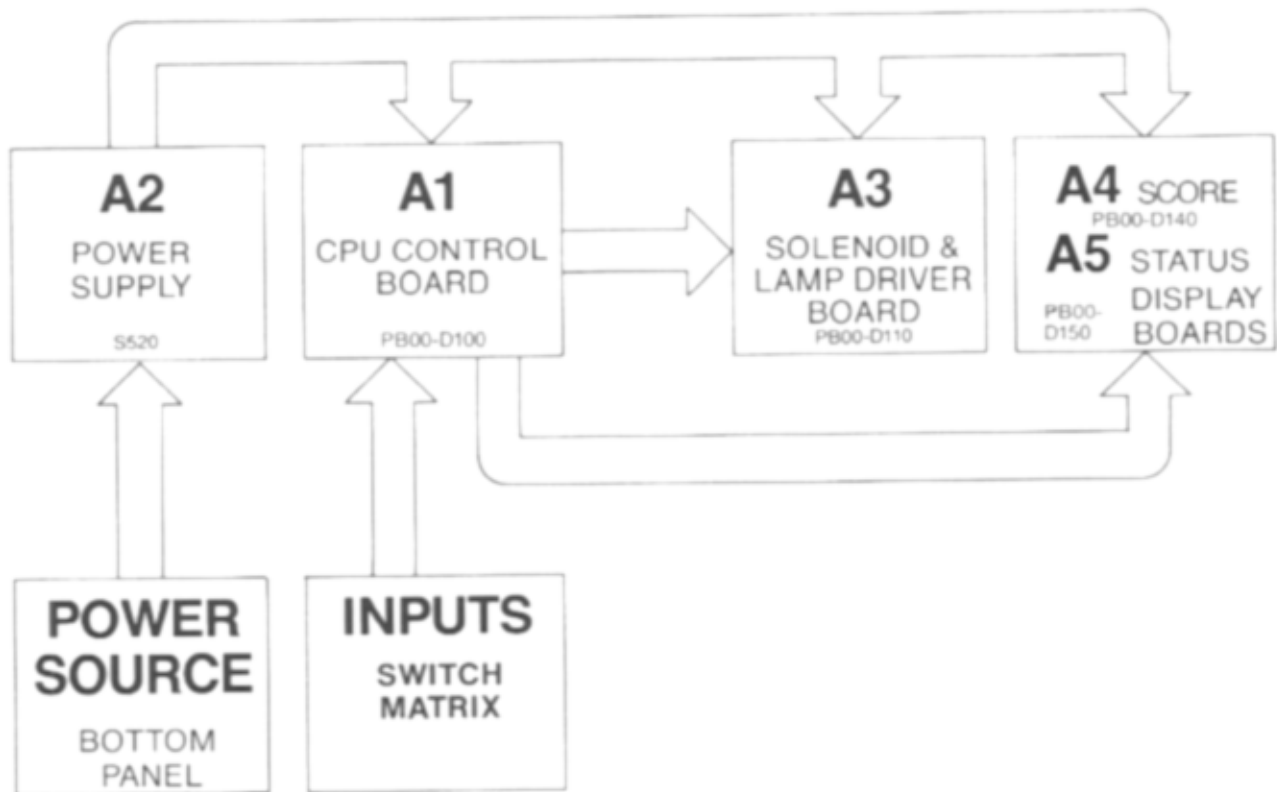 A2
POWER
SUPPLY
S520
A1
CPU CONTROL
BOARD
PB00-D100
A3
SOLENOID &
LAMP DRIVER
BOARD
PB00-D110
A4 SCORE
PB00-D140
A5 STATUS
DISPLAY
BOARDS
PB00-
D150
POWER
SOURCE
BOTTOM
PANEL
INPUTS
SWITCH
MATRIX